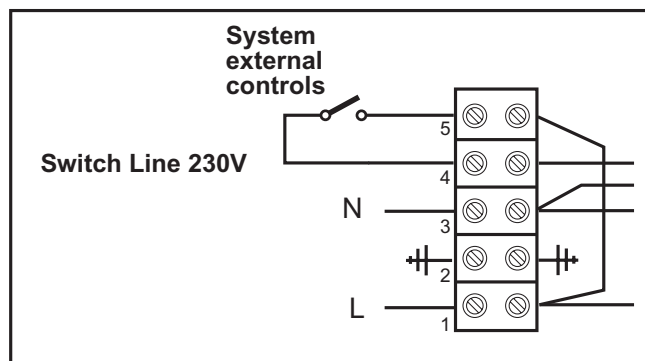 System
external
controls
5
Switch Line 230V
4
N
3
2
L
1